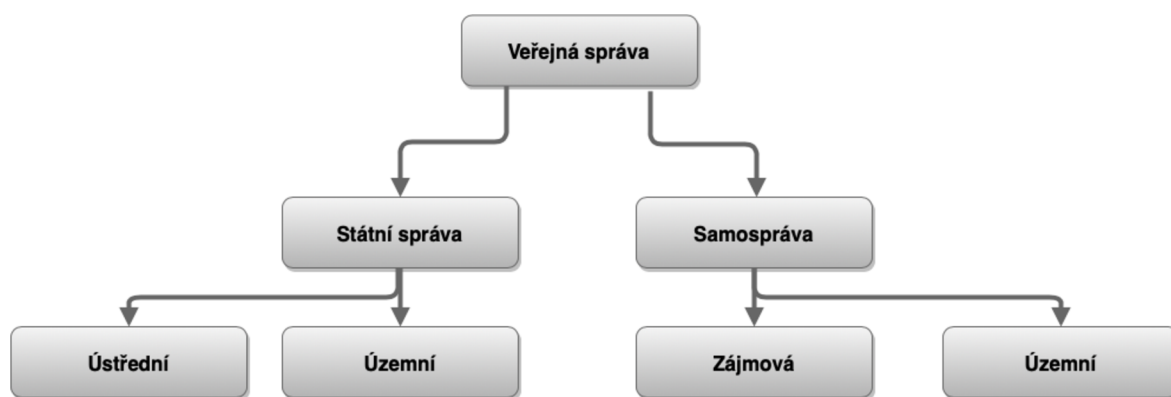 Veřejná správa
Státní správa
Samospráva
Ústřední
Územní
Zájmová
Územní